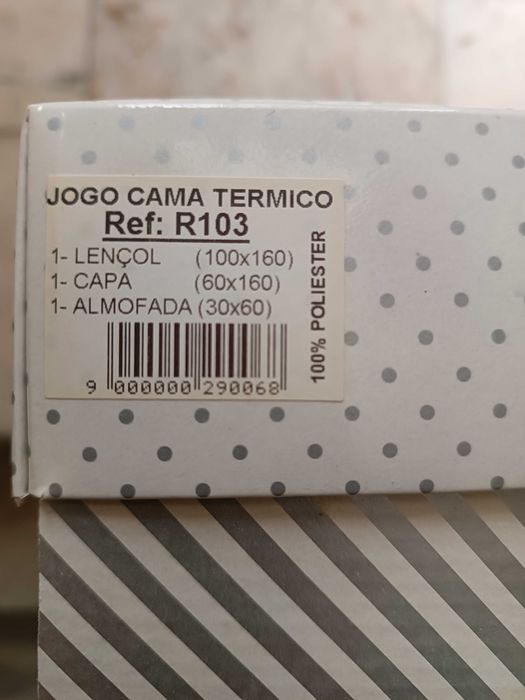 JOGO CAMA TERMICO
Ref: R103
1- LENÇOL (100x160)
1- CAPA (60x160)
1- ALMOFADA (30x60)
100% POLIESTER
9 000000 290068